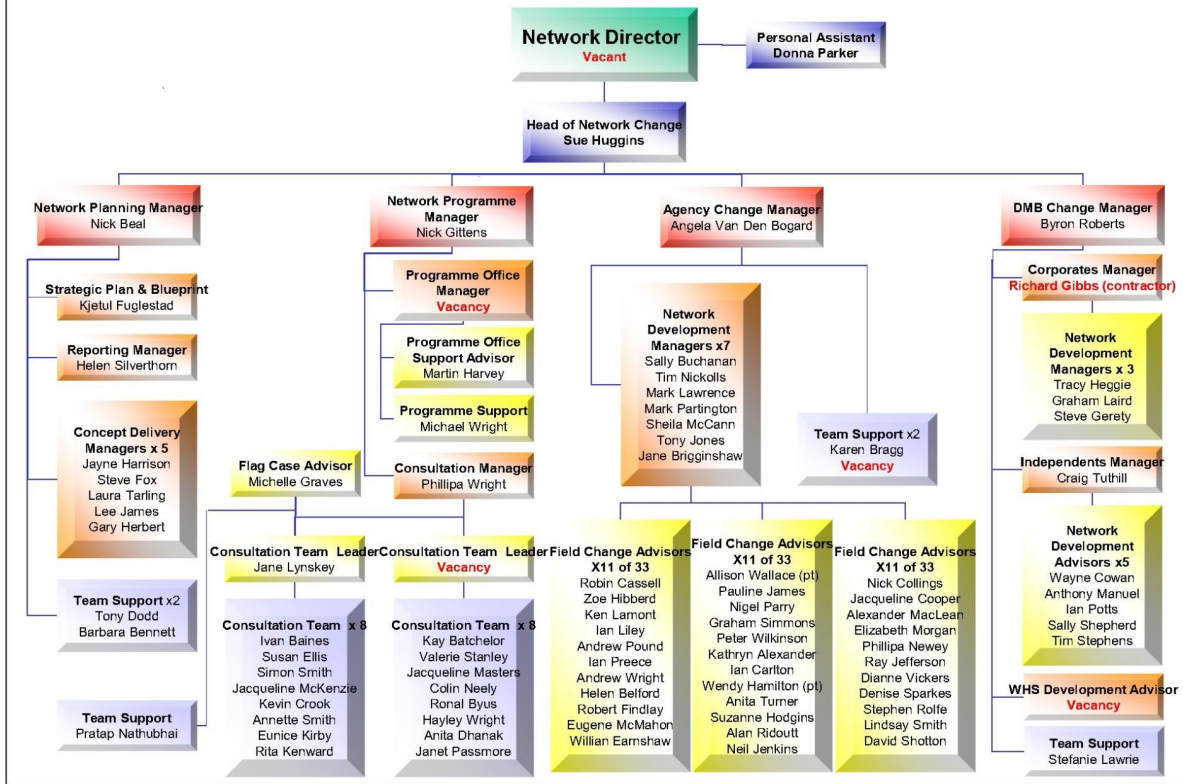 Network Director
Vacant
Personal Assistant
Donna Parker
Head of Network Change
Sue Huggins
Network Planning Manager
Nick Beal
Strategic Plan & Blueprint
Kjetul Fuglestad
Reporting Manager
Helen Silverthorn
Concept Delivery
Managers x 5
Jayne Harrison
Steve Fox
Laura Tarling
Lee James
Gary Herbert
Team Support x2
Tony Dodd
Barbara Bennett
Team Support
Pratap Nathubhai
Network Programme
Manager
Nick Gittens
Programme Office
Manager
Vacancy
Programme Office
Support Advisor
Martin Harvey
Programme Support
Michael Wright
Consultation Manager
Phillipa Wright
Flag Case Advisor
Michelle Graves
Consultation Team Leader
Jane Lynskey
Consultation Team x 8
Ivan Baines
Susan Ellis
Simon Smith
Jacqueline McKenzie
Kevin Crook
Annette Smith
Eunice Kirby
Rita Kenward
Consultation Team Leader
Vacancy
Consultation Team x 8
Kay Batchelor
Valerie Stanley
Jacqueline Masters
Colin Neely
Ronal Byus
Hayley Wright
Anita Dhanak
Janet Passmore
Agency Change Manager
Angela Van Den Bogard
Network
Development
Managers x7
Sally Buchanan
Tim Nickolls
Mark Lawrence
Mark Partington
Sheila McCann
Tony Jones
Jane Brigginshaw
Team Support x2
Karen Bragg
Vacancy
Field Change Advisors
X11 of 33
Robin Cassell
Zoe Hibberd
Ken Lamont
Ian Liley
Andrew Pound
Ian Preece
Andrew Wright
Helen Belford
Robert Findlay
Eugene McMahon
Willian Earnshaw
Field Change Advisors
X11 of 33
Allison Wallace (pt)
Pauline James
Nigel Parry
Graham Simmons
Peter Wilkinson
Kathryn Alexander
Ian Carlton
Wendy Hamilton (pt)
Anita Turner
Suzanne Hodgins
Alan Ridoutt
Neil Jenkins
Field Change Advisors
X11 of 33
Nick Collings
Jacqueline Cooper
Alexander MacLean
Elizabeth Morgan
Phillipa Newey
Ray Jefferson
Dianne Vickers
Denise Sparkes
Stephen Rolfe
Lindsay Smith
David Shotton
DMB Change Manager
Byron Roberts
Corporates Manager
Richard Gibbs (contractor)
Network
Development
Managers x 3
Tracy Heggie
Graham Laird
Steve Gerety
Independents Manager
Craig Tuthill
Network
Development
Advisors x5
Wayne Cowan
Anthony Manuel
Ian Potts
Sally Shepherd
Tim Stephens
WHS Development Advisor
Vacancy
Team Support
Stefanie Lawrie